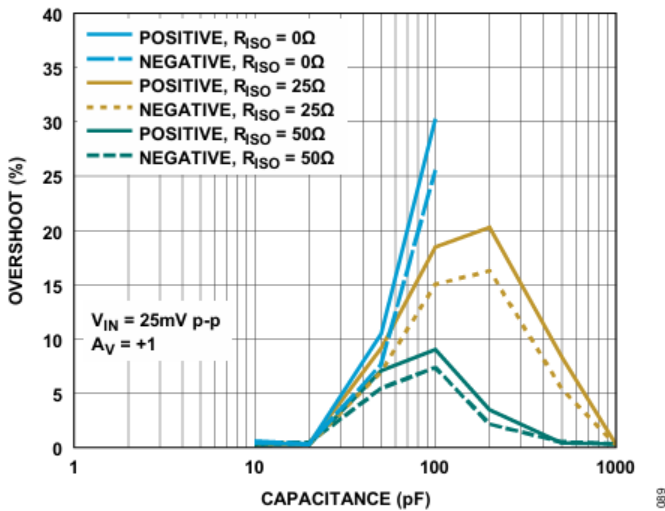 40
35
30
25
20
15
10
5
0
OVERSHOOT (%)
POSITIVE, RISO = 0Ω
NEGATIVE, RISO = 0Ω
POSITIVE, RISO = 25Ω
NEGATIVE, RISO = 25Ω
POSITIVE, RISO = 50Ω
NEGATIVE, RISO = 50Ω
VIN = 25mV p-p
AV = +1
1 10 100 1000
CAPACITANCE (pF)
089